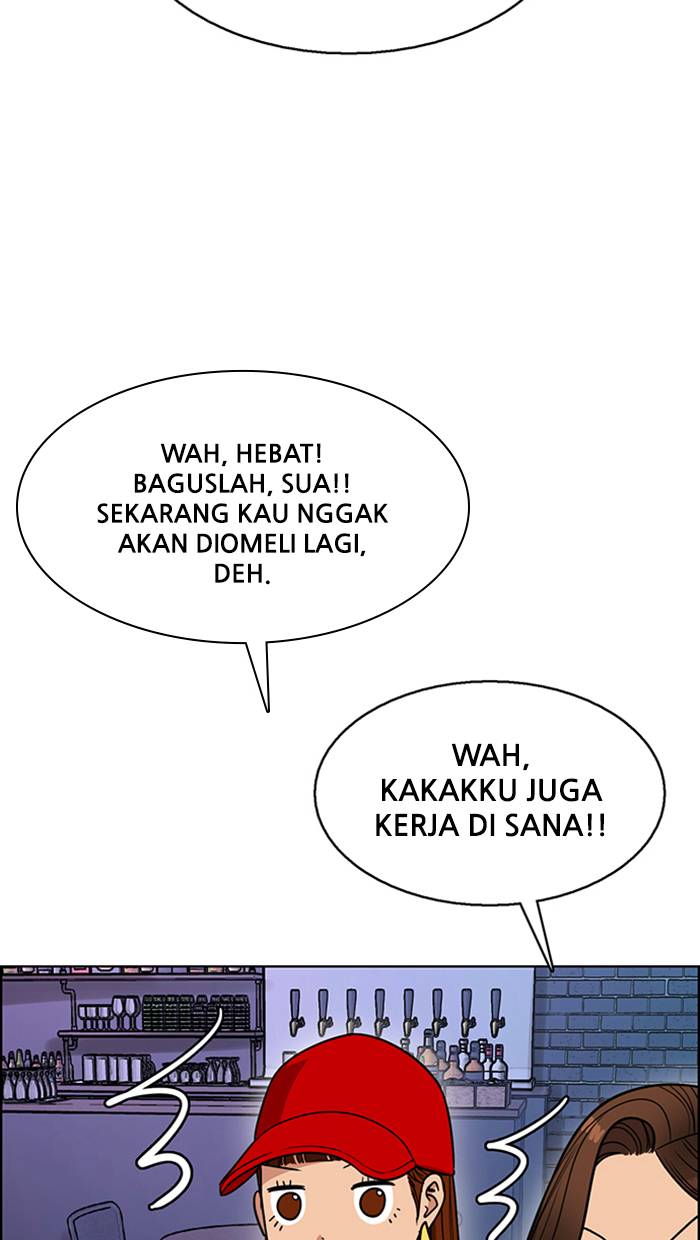 WAH, HEBAT!
BAGUSLAH, SUA!!
SEKARANG KAU NGGAK
AKAN DIOMELI LAGI,
DEH.
WAH,
KAKAKKU JUGA
KERJA DI SANA!!